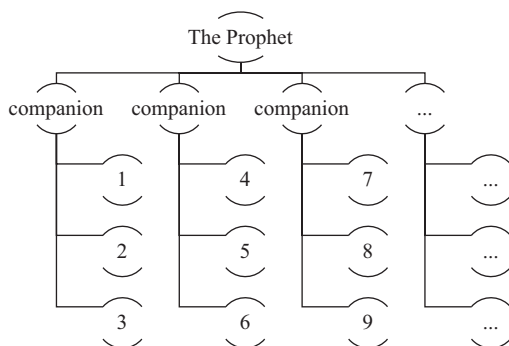 The Prophet
companion companion companion ...
1 4 7 ...
2 5 8 ...
3 6 9 ...